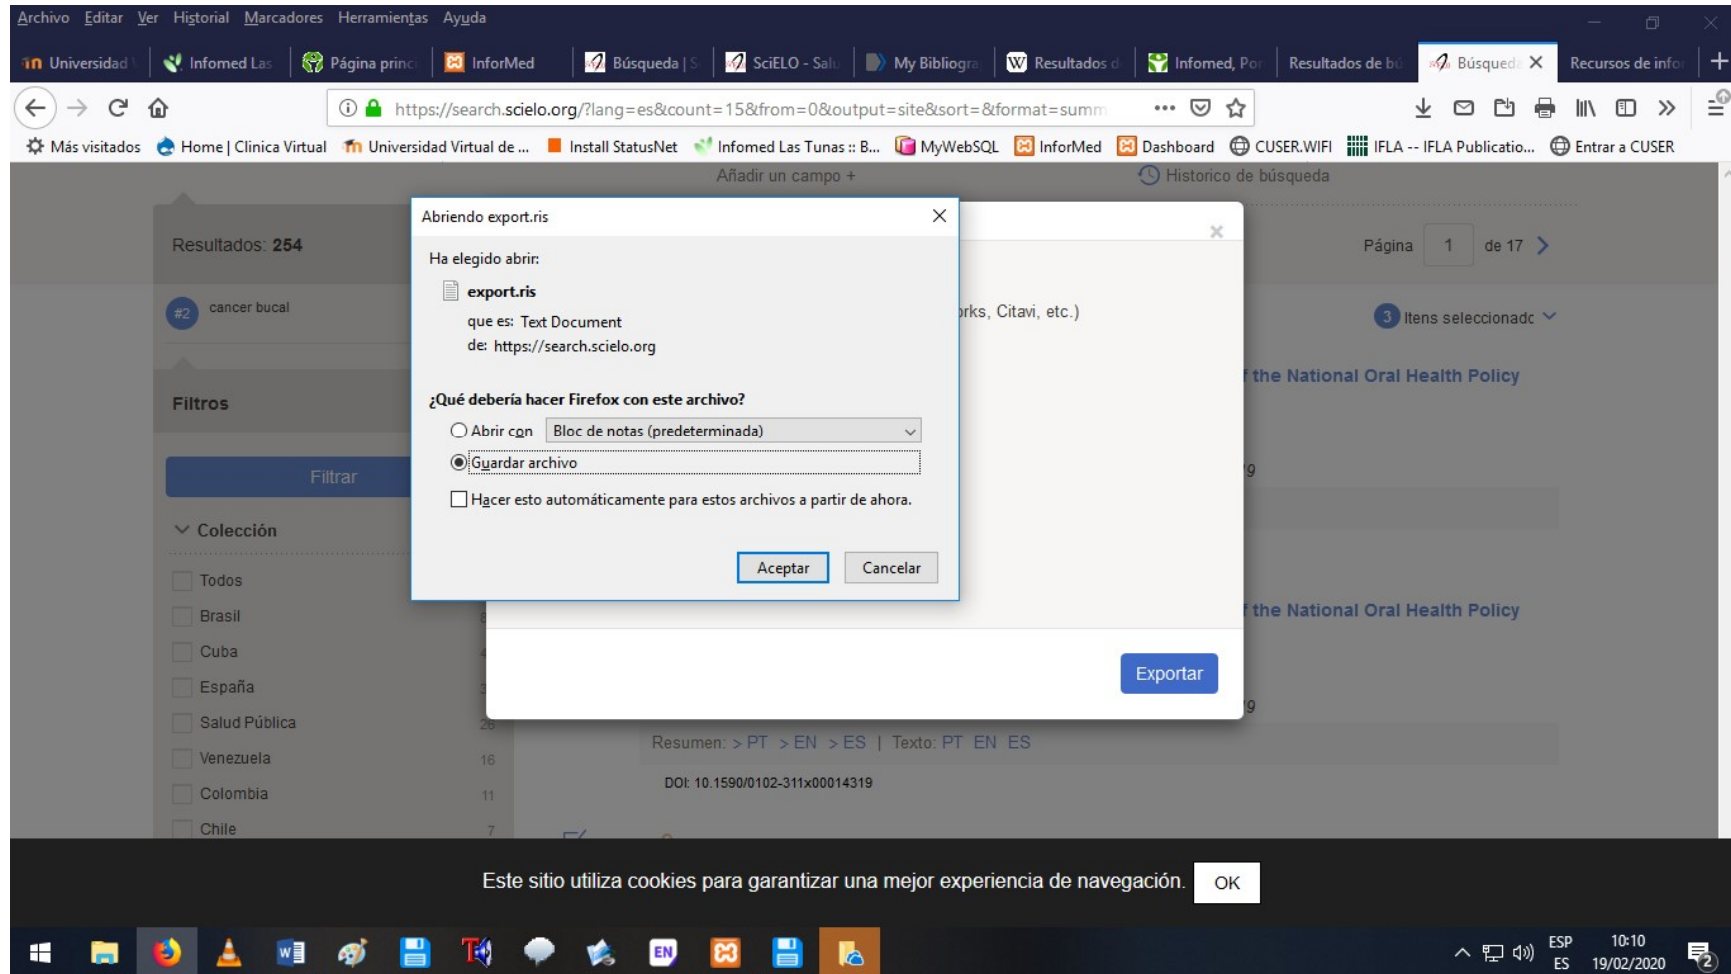 Archivo Editar Ver Historial Marcadores Herramientas Ayuda
Universidad Infomed Las Página princ InforMed Búsqueda | S SciELO - Salu My Bibliogra Resultados d Infomed, Por Resultados de bú Búsqueda Recursos de infor
https://search.scielo.org/?lang=es&count=15&from=0&output=site&sort=&format=summ
Más visitados Home | Clinica Virtual Universidad Virtual de ... Install StatusNet Infomed Las Tunas :: B... MyWebSQL InforMed Dashboard CUSER.WIFI IFLA -- IFLA Publicatio... Entrar a CUSER
Añadir un campo + Historico de búsqueda
Abriendo export.ris
Resultados: 254 Página 1 de 17
Ha elegido abrir:
export.ris
#2 cancer bucal rks, Citavi, etc.) 3 Itens seleccionado
que es: Text Document
de: https://search.scielo.org
the National Oral Health Policy
Filtros
¿Qué debería hacer Firefox con este archivo?
Abrir con Bloc de notas (predeterminada)
Guardar archivo
Filtrar
Hacer esto automáticamente para estos archivos a partir de ahora.
Colección
Aceptar Cancelar
Todos
Brasil of the National Oral Health Policy
Cuba
España
Exportar
Salud Pública 26
Resumen: > PT > EN > ES | Texto: PT EN ES
Venezuela 16
DOI: 10.1590/0102-311x00014319
Colombia 11
Chile 7
Este sitio utiliza cookies para garantizar una mejor experiencia de navegación. OK
EN ESP 10:10
ES 19/02/2020 2